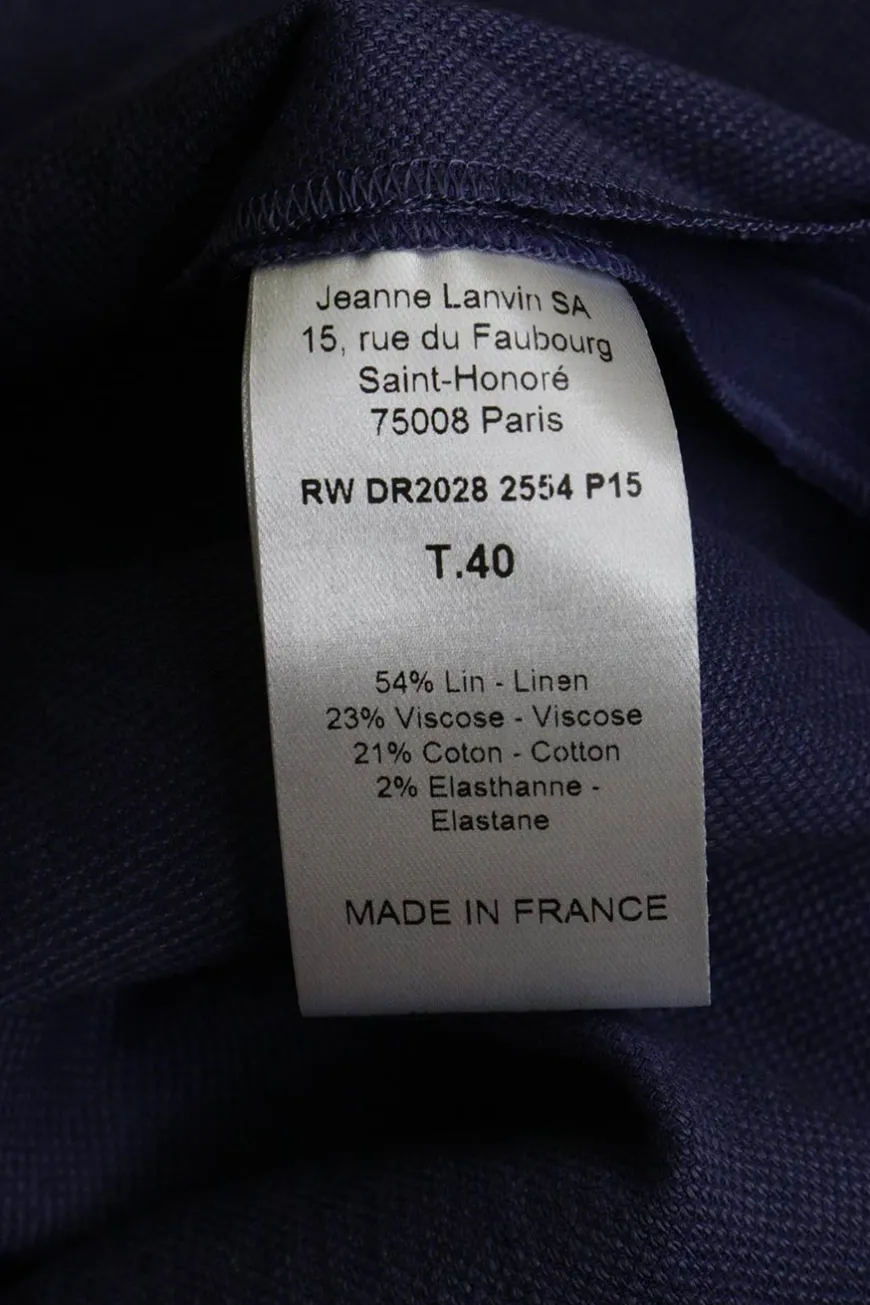 Jeanne Lanvin SA
15, rue du Faubourg
Saint-Honoré
75008 Paris
RW DR2028 2554 P15
T.40
54% Lin - Linen
23% Viscose - Viscose
21% Coton - Cotton
2% Elasthanne -
Elastane
MADE IN FRANCE